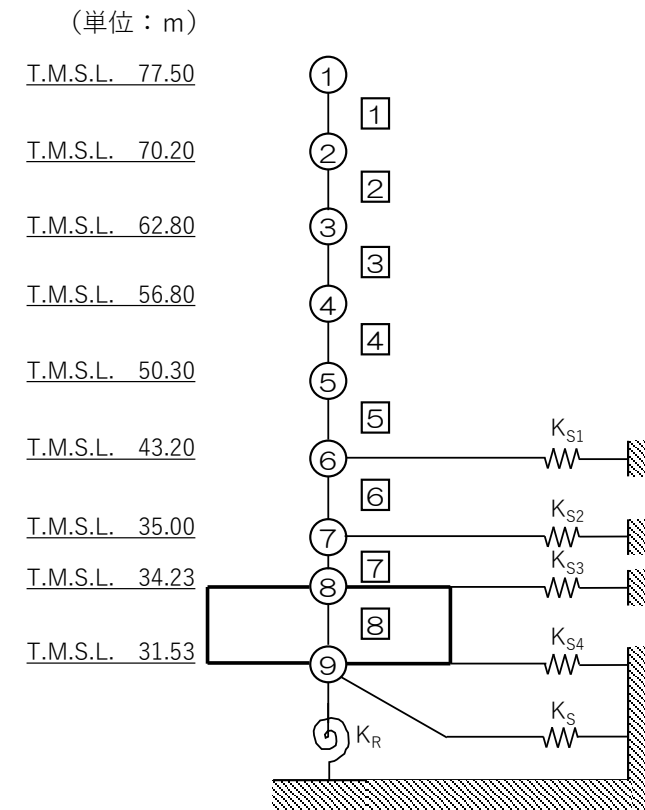 （単位：m）
T.M.S.L. 77.50
①
1
T.M.S.L. 70.20
②
2
T.M.S.L. 62.80
③
3
T.M.S.L. 56.80
④
4
T.M.S.L. 50.30
⑤
5
T.M.S.L. 43.20
⑥
KS1
6
T.M.S.L. 35.00
⑦
KS2
7
KS3
T.M.S.L. 34.23
⑧
8
T.M.S.L. 31.53
⑨
KS4
KR
KS